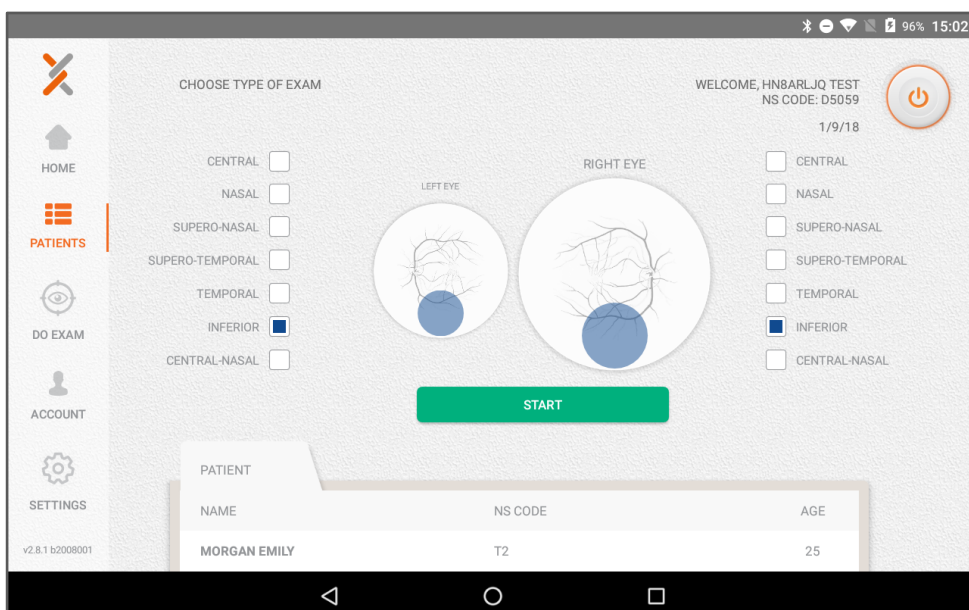 96% 15:02
CHOOSE TYPE OF EXAM
WELCOME, HN8ARLJQ TEST
NS CODE: D5059
1/9/18
HOME
PATIENTS
DO EXAM
ACCOUNT
SETTINGS
v2.8.1 b2008001
CENTRAL
NASAL
SUPERO-NASAL
SUPERO-TEMPORAL
TEMPORAL
INFERIOR
CENTRAL-NASAL
LEFT EYE
RIGHT EYE
CENTRAL
NASAL
SUPERO-NASAL
SUPERO-TEMPORAL
TEMPORAL
INFERIOR
CENTRAL-NASAL
START
PATIENT
NAME NS CODE AGE
MORGAN EMILY T2 25